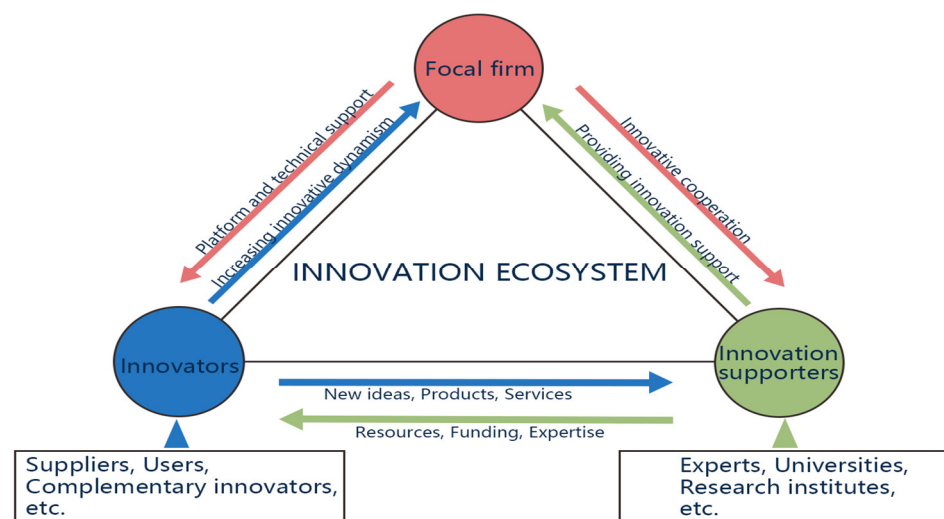 Focal firm
Platform and technical support
Increasing innovative dynamism
Providing innovation support
Innovative cooperation
INNOVATION ECOSYSTEM
Innovators
Innovation
supporters
New ideas, Products, Services
Resources, Funding, Expertise
Suppliers, Users,
Complementary innovators,
etc.
Experts, Universities,
Research institutes,
etc.